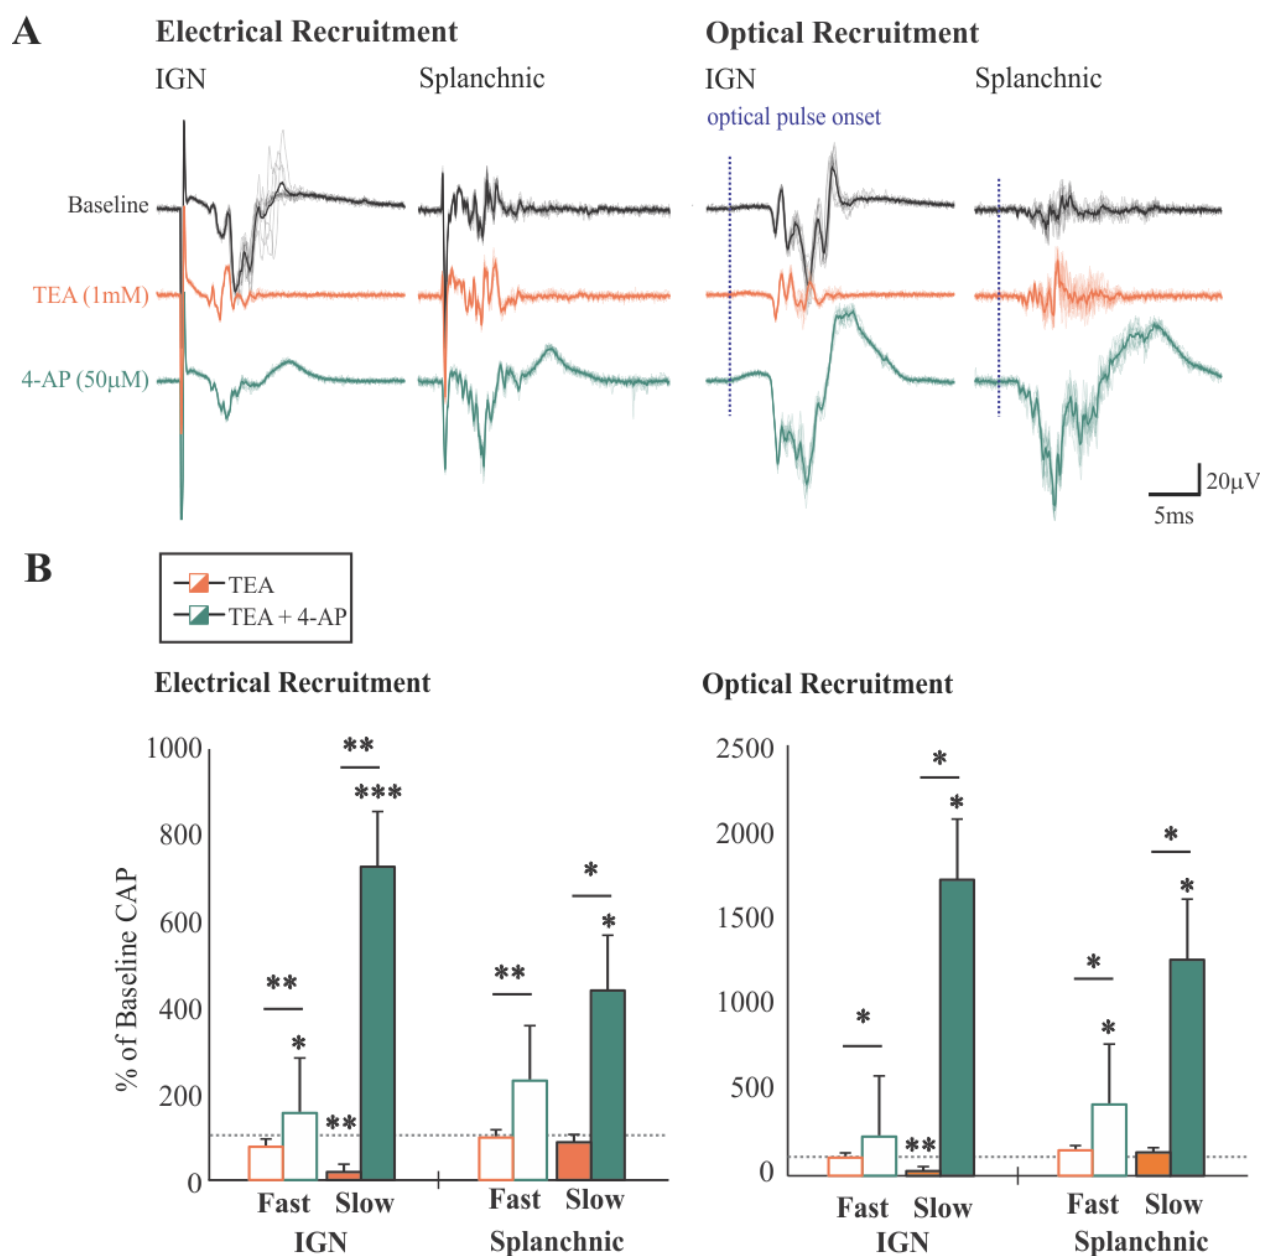 A
Electrical Recruitment
Optical Recruitment
IGN
Splanchnic
IGN
Splanchnic
optical pulse onset
Baseline
TEA (1mM)
4-AP (50μM)
20μV
5ms
B
TEA
TEA + 4-AP
Electrical Recruitment
Optical Recruitment
% of Baseline CAP
1000
800
600
400
200
0
**
***
**
*
**
*
*
**
Fast Slow
IGN
Fast Slow
Splanchnic
2500
2000
1500
1000
500
0
*
*
*
**
*
*
*
*
Fast Slow
IGN
Fast Slow
Splanchnic